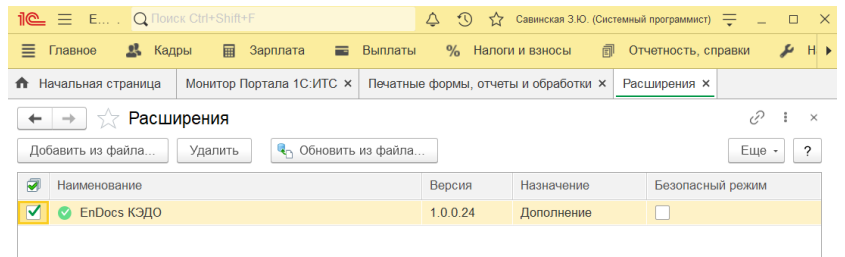 1С Е... . Поиск Ctrl+Shift+F Савинская З.Ю. (Системный программист)
Главное Кадры Зарплата Выплаты % Налоги и взносы Отчетность, справки Н
Начальная страница Монитор Портала 1С:ИТС × Печатные формы, отчеты и обработки × Расширения ×
Расширения
Добавить из файла... Удалить Обновить из файла... Еще ?
Наименование Версия Назначение Безопасный режим
EnDocs КЭДО 1.0.0.24 Дополнение